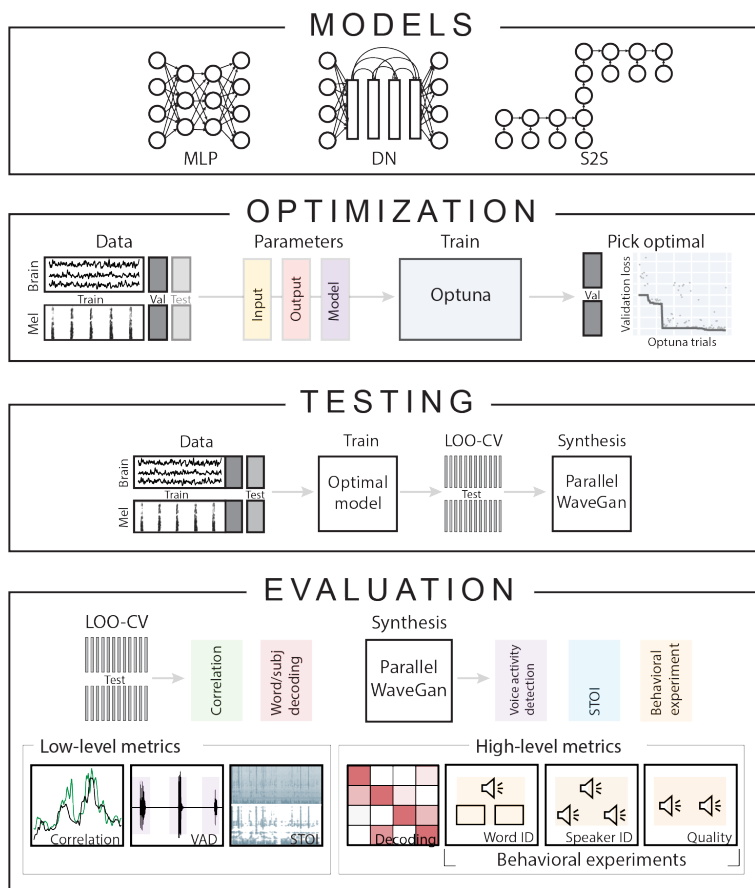 MODELS
MLP
DN
S2S
OPTIMIZATION
Data
Parameters
Train
Pick optimal
Brain
Train
Val
Test
Mel
Input
Output
Model
Optuna
Val
Validation loss
Optuna trials
TESTING
Data
Train
LOO-CV
Synthesis
Brain
Train
Test
Mel
Optimal
model
Test
Parallel
WaveGan
EVALUATION
LOO-CV
Test
Correlation
Word/subj
decoding
Synthesis
Parallel
WaveGan
Voice activity
detection
STOI
Behavioral
experiment
Low-level metrics
High-level metrics
Correlation
VAD
STOI
Decoding
Word ID
Speaker ID
Quality
Behavioral experiments